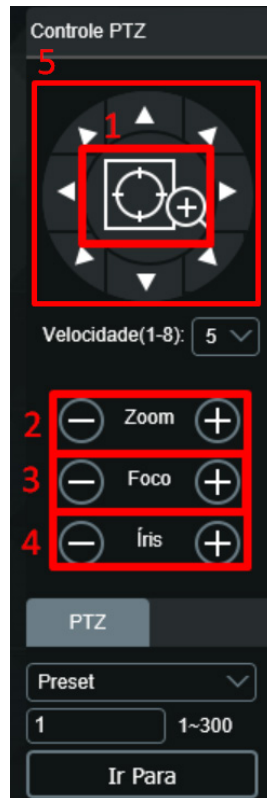 Controle PTZ
5
1
Velocidade(1-8): 5
2 Zoom
3 Foco
4 Íris
PTZ
Preset
1 1~300
Ir Para